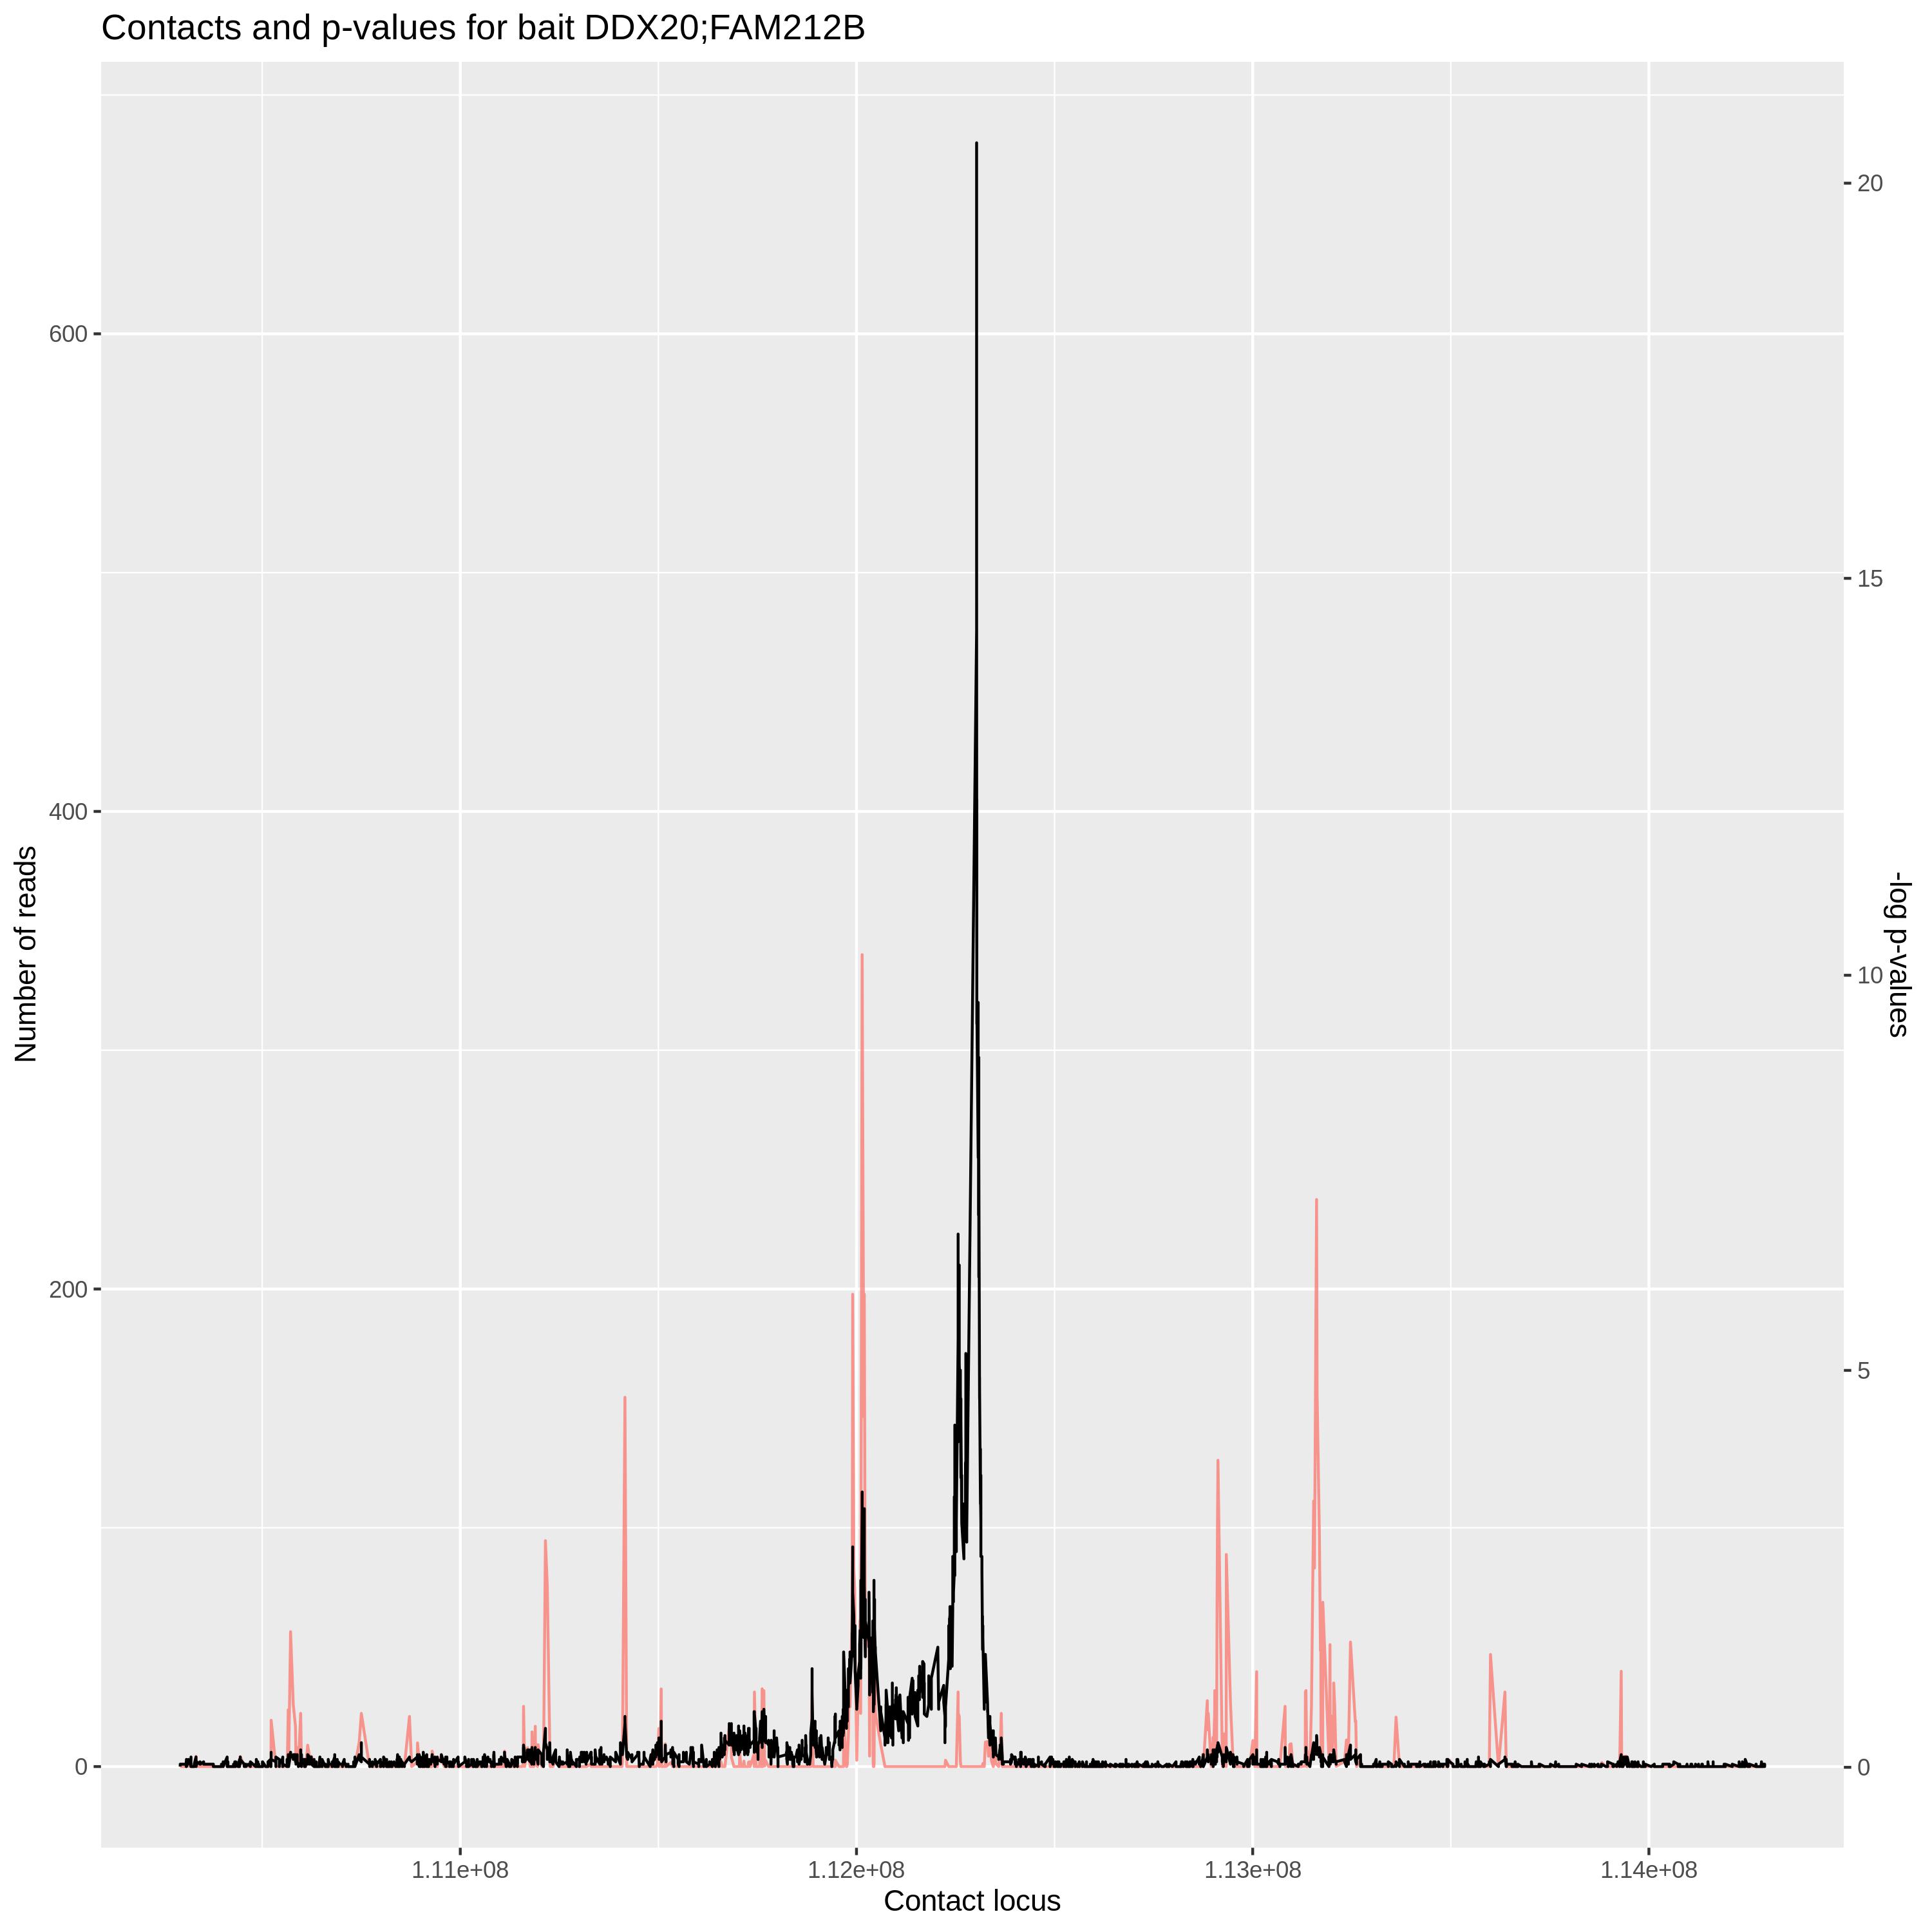 Contacts and p-values for bait DDX20;FAM212B
Number of reads
600
400
200
0
20
15
10
5
0
-log p-values
1.11e+08
1.12e+08
1.13e+08
1.14e+08
Contact locus